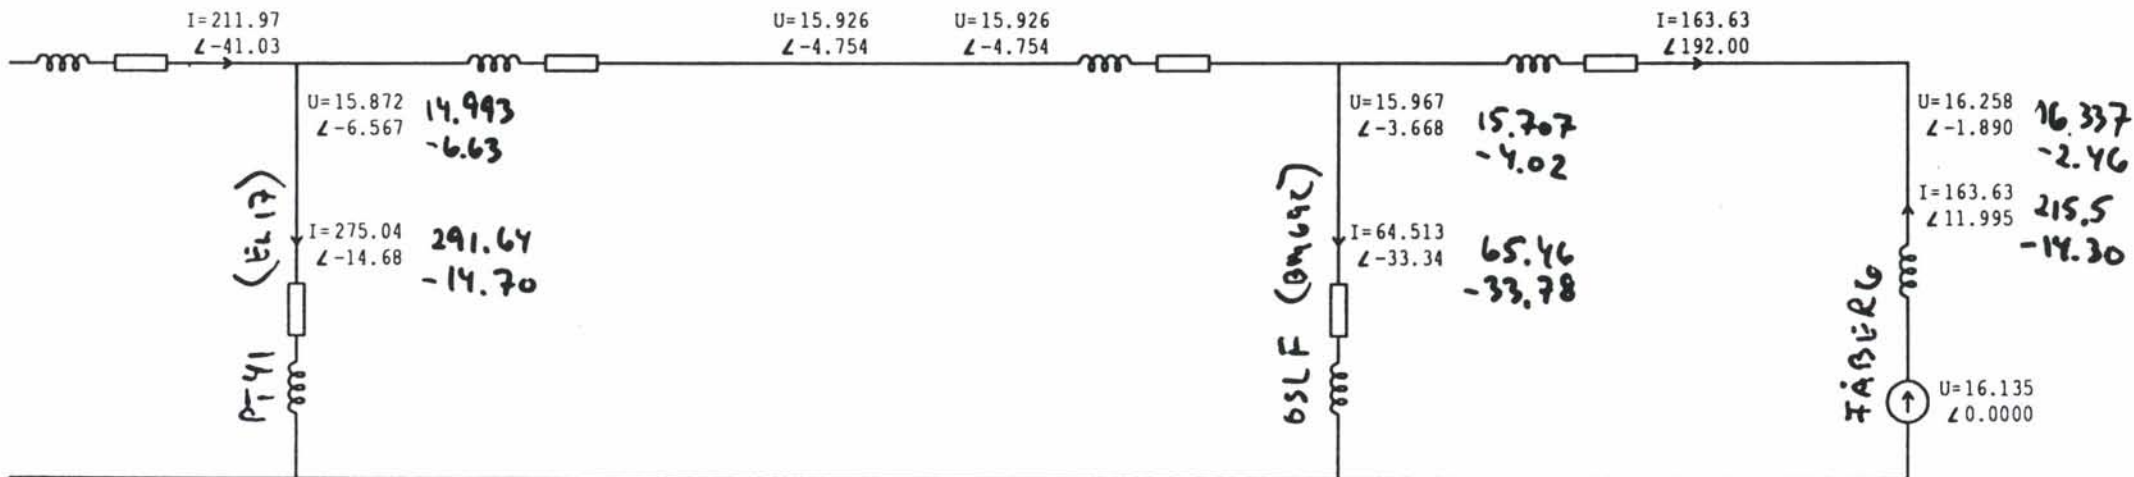 I=211.97
∠-41.03
U=15.926
∠-4.754
U=15.926
∠-4.754
I=163.63
∠192.00
U=15.872
∠-6.567
14.993
-6.63
U=15.967
∠-3.668
15.707
-4.02
U=16.258
∠-1.890
16.337
-2.46
I=275.04
∠-14.68
291.64
-14.70
I=64.513
∠-33.34
65.46
-33.78
I=163.63
∠11.995
215.5
-14.30
PT41 (EL17)
OSLF (BM692)
FÅBERG
U=16.135
∠0.0000